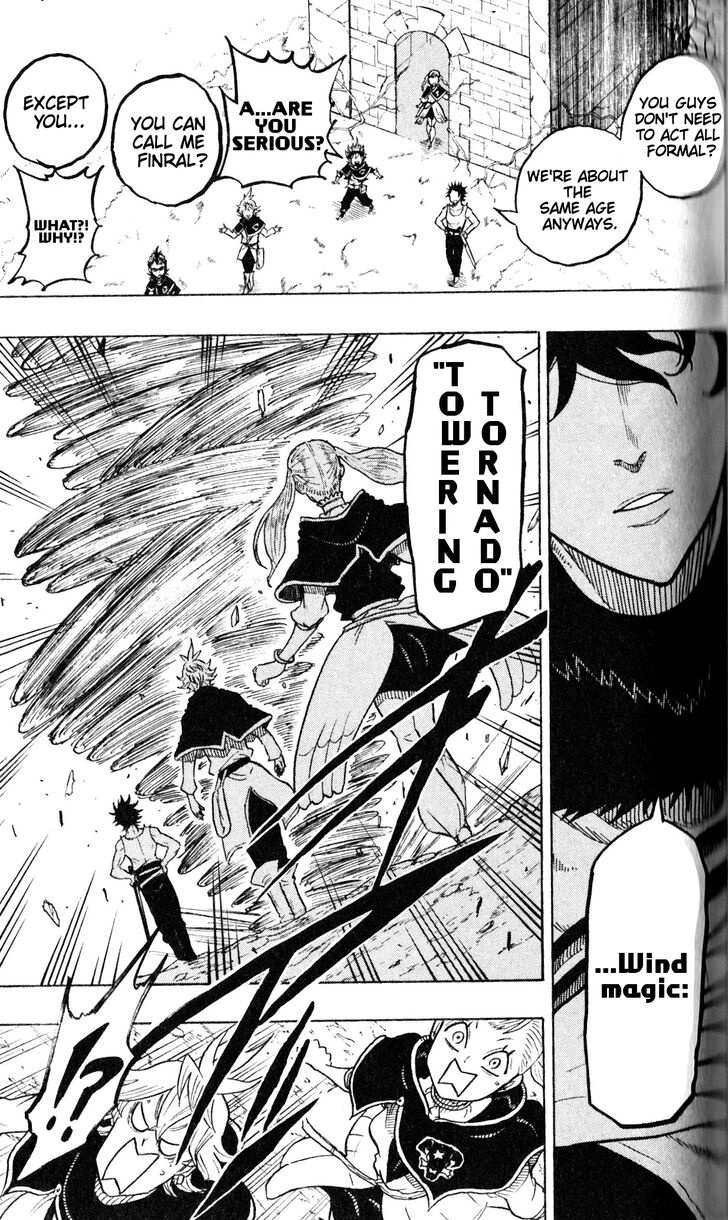 YOU GUYS
DON'T NEED
TO ACT ALL
FORMAL?
WE'RE ABOUT
THE
SAME AGE
ANYWAYS.
A...ARE
YOU
SERIOUS?
YOU CAN
CALL ME
FINRAL?
EXCEPT
YOU...
WHAT?!
WHY!?
...Wind
magic:
"TOWERING
TORNADO"
!?